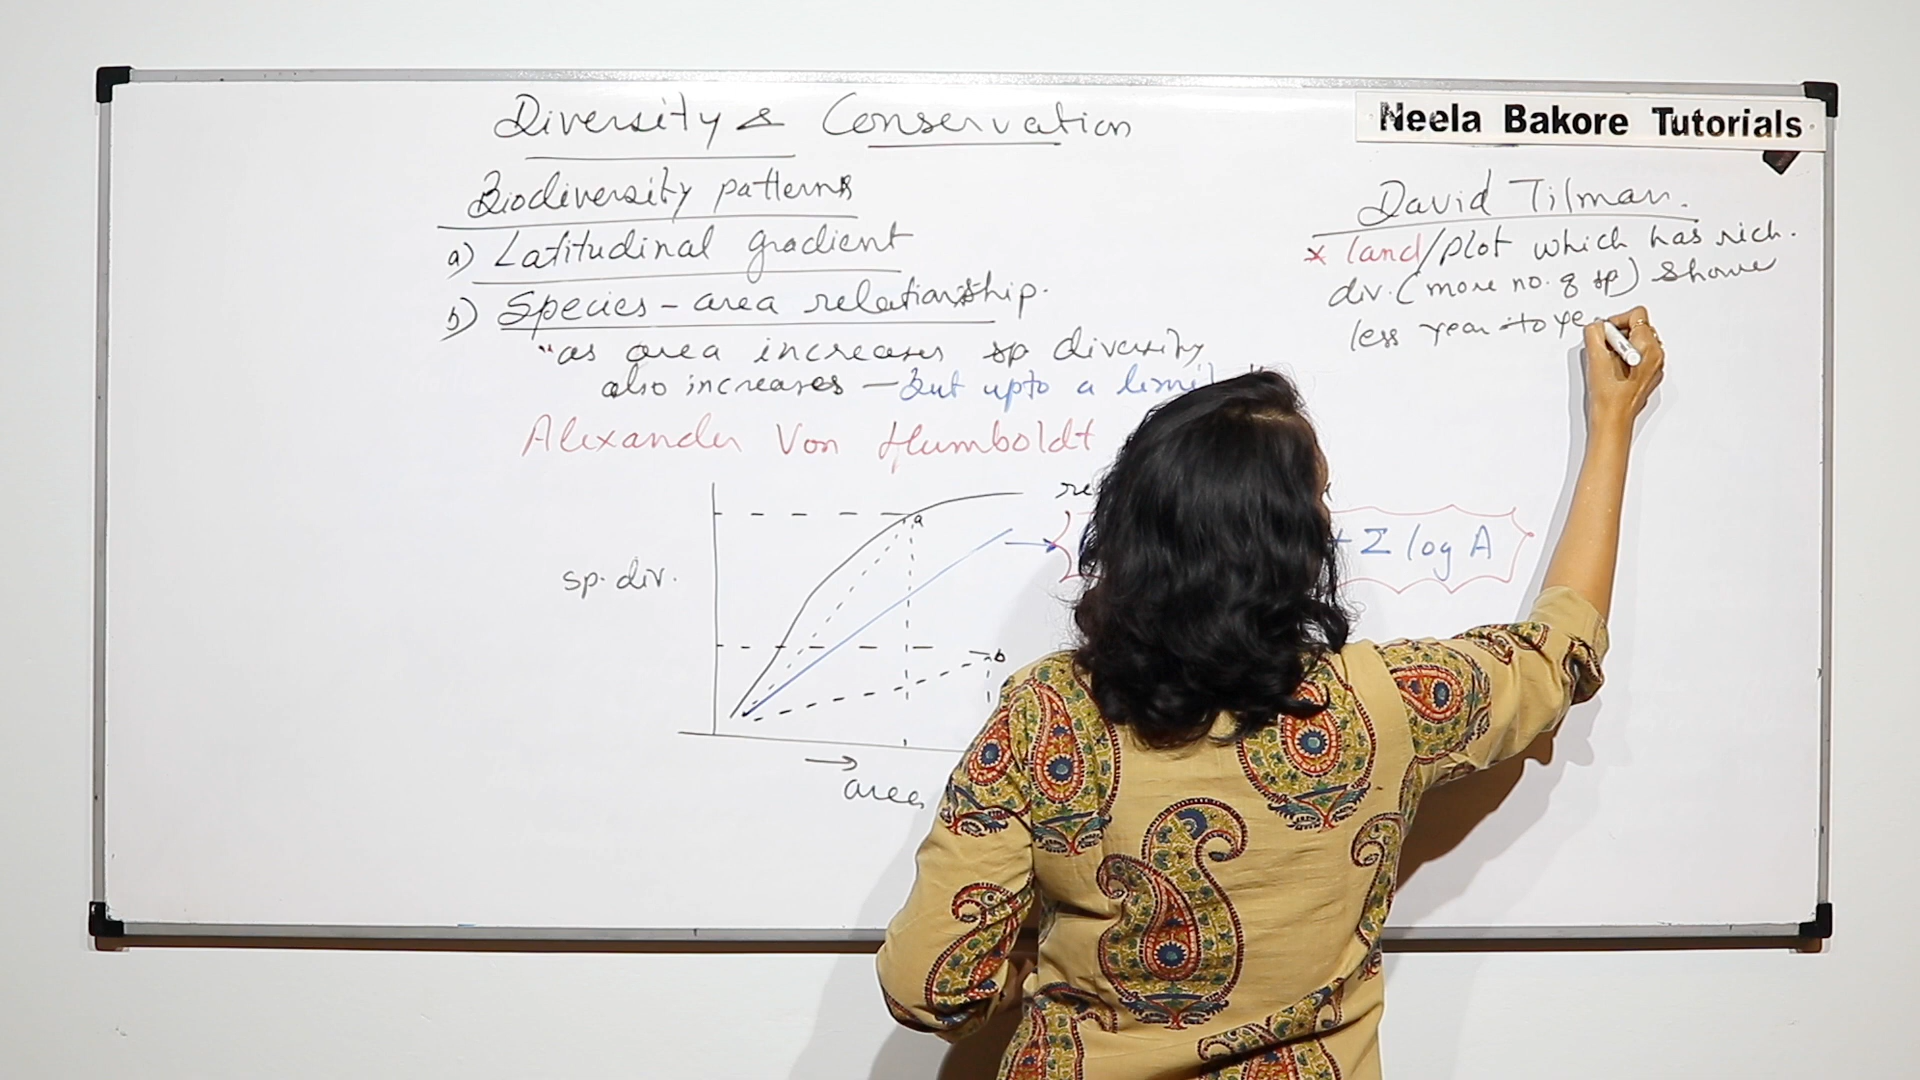 Diversity & Conservation
Neela Bakore Tutorials
Biodiversity patterns
a) Latitudinal gradient
b) Species - area relationship.
"as area increases sp diversity
also increases — But upto a limit"
Alexander Von Humboldt
a
sp. div.
b
→
area
→
+ Z log A
David Tilman.
* land/plot which has rich.
div. (more no. of sp) shows
less year to ye